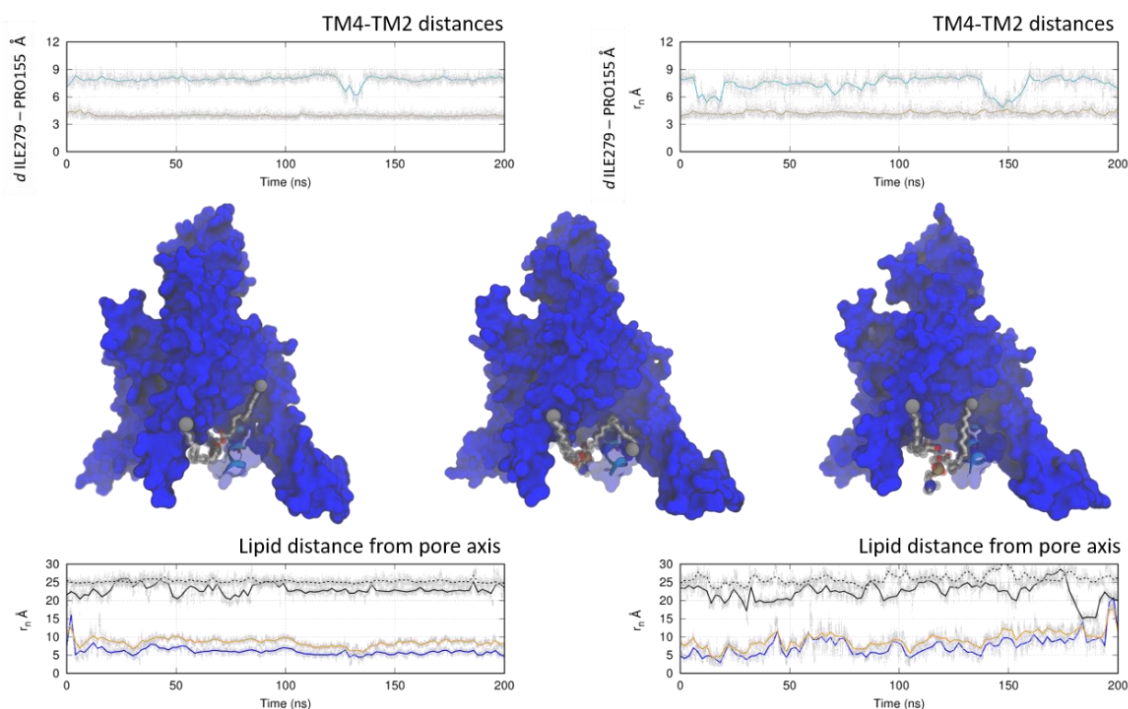 TM4-TM2 distances
d ILE279 – PRO155 Å
12
9
6
3
0
0 50 100 150 200
Time (ns)
TM4-TM2 distances
d ILE279 – PRO155
rn Å
12
9
6
3
0
0 50 100 150 200
Time (ns)
Lipid distance from pore axis
rn Å
30
25
20
15
10
5
0
0 50 100 150 200
Time (ns)
Lipid distance from pore axis
rn Å
30
25
20
15
10
5
0
0 50 100 150 200
Time (ns)